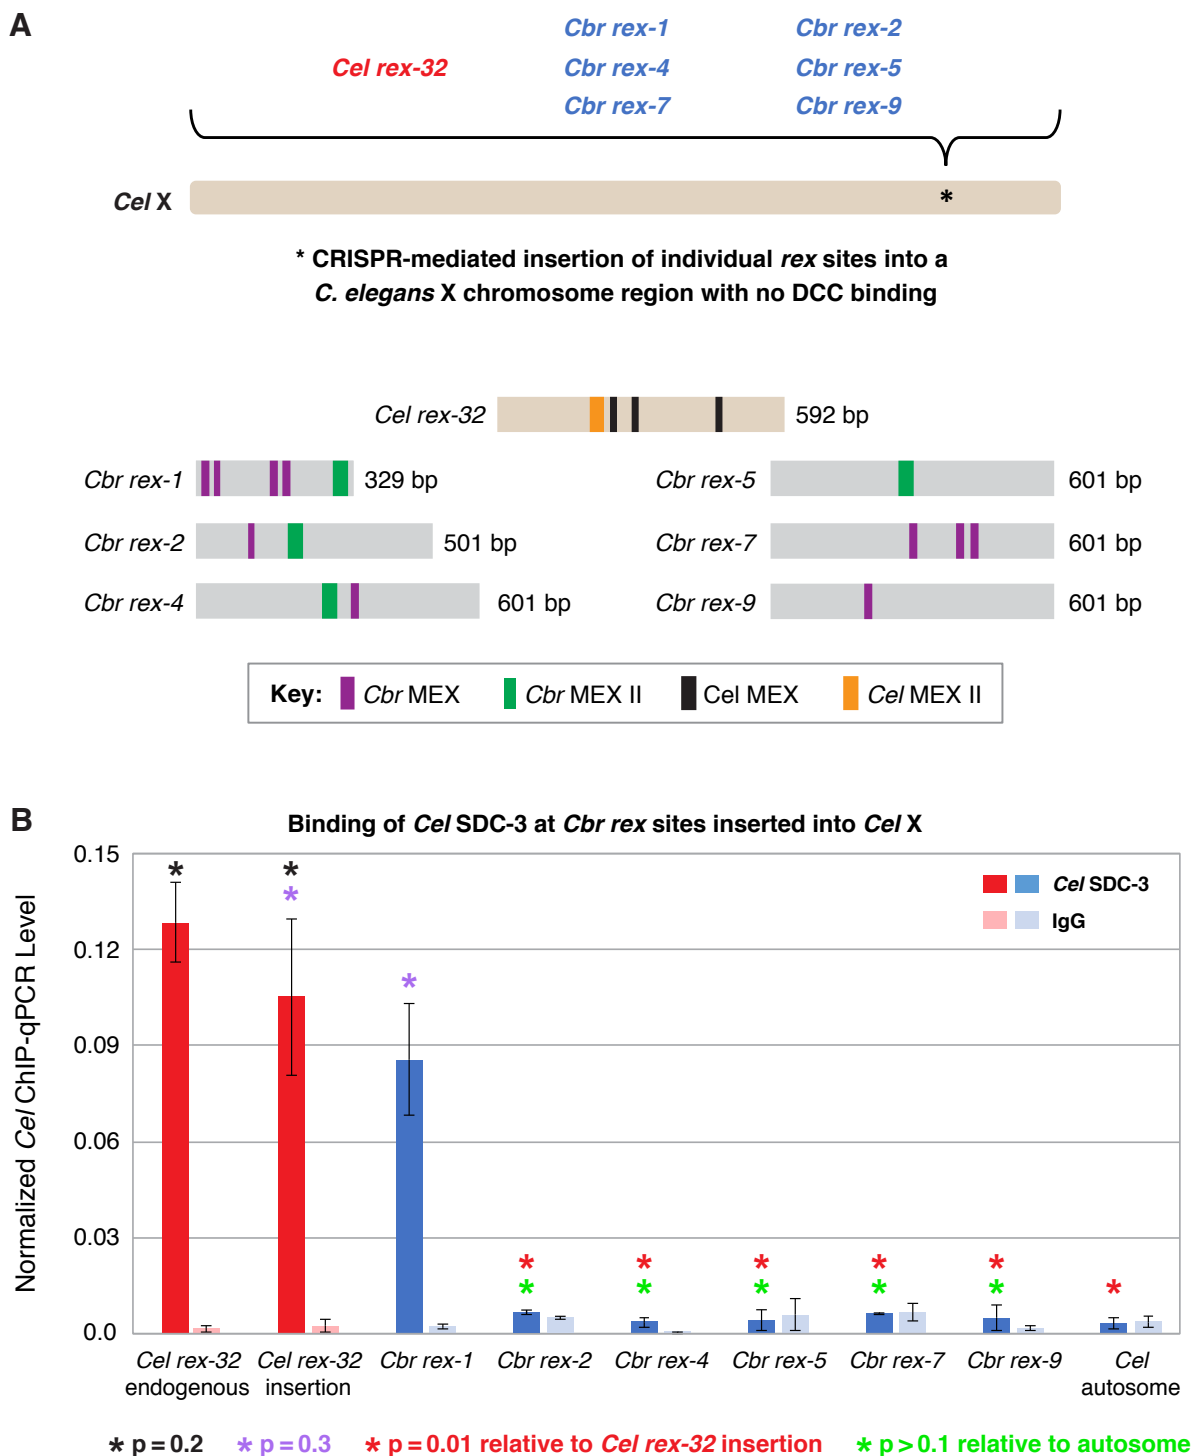 A
Cbr rex-1 Cbr rex-2
Cel rex-32 Cbr rex-4 Cbr rex-5
Cbr rex-7 Cbr rex-9
Cel X *
* CRISPR-mediated insertion of individual rex sites into a
C. elegans X chromosome region with no DCC binding
Cel rex-32 592 bp
Cbr rex-1 329 bp Cbr rex-5 601 bp
Cbr rex-2 501 bp Cbr rex-7 601 bp
Cbr rex-4 601 bp Cbr rex-9 601 bp
Key: Cbr MEX Cbr MEX II Cel MEX Cel MEX II
B
Binding of Cel SDC-3 at Cbr rex sites inserted into Cel X
Normalized Cel ChIP-qPCR Level
0.15
0.12
0.09
0.06
0.03
0.0
* * * * * * * * * * * * * * * *
Cel SDC-3
IgG
Cel rex-32 endogenous
Cel rex-32 insertion
Cbr rex-1
Cbr rex-2
Cbr rex-4
Cbr rex-5
Cbr rex-7
Cbr rex-9
Cel autosome
* p = 0.2 * p = 0.3 * p = 0.01 relative to Cel rex-32 insertion * p > 0.1 relative to autosome